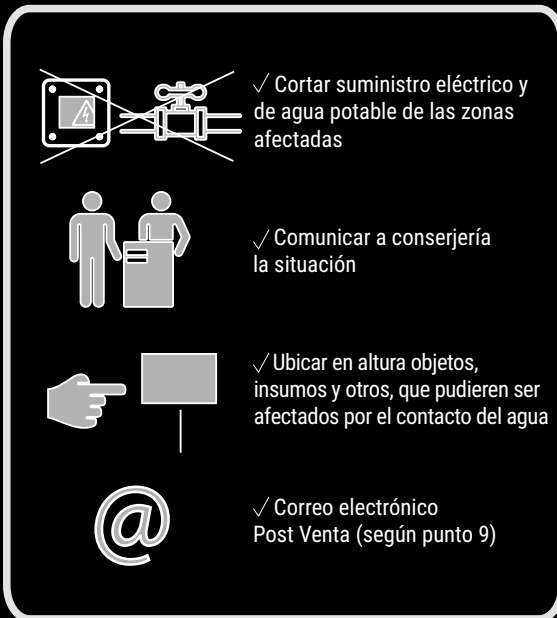 √ Cortar suministro eléctrico y
de agua potable de las zonas
afectadas
√ Comunicar a conserjería
la situación
√ Ubicar en altura objetos,
insumos y otros, que pudieren ser
afectados por el contacto del agua
@
√ Correo electrónico
Post Venta (según punto 9)